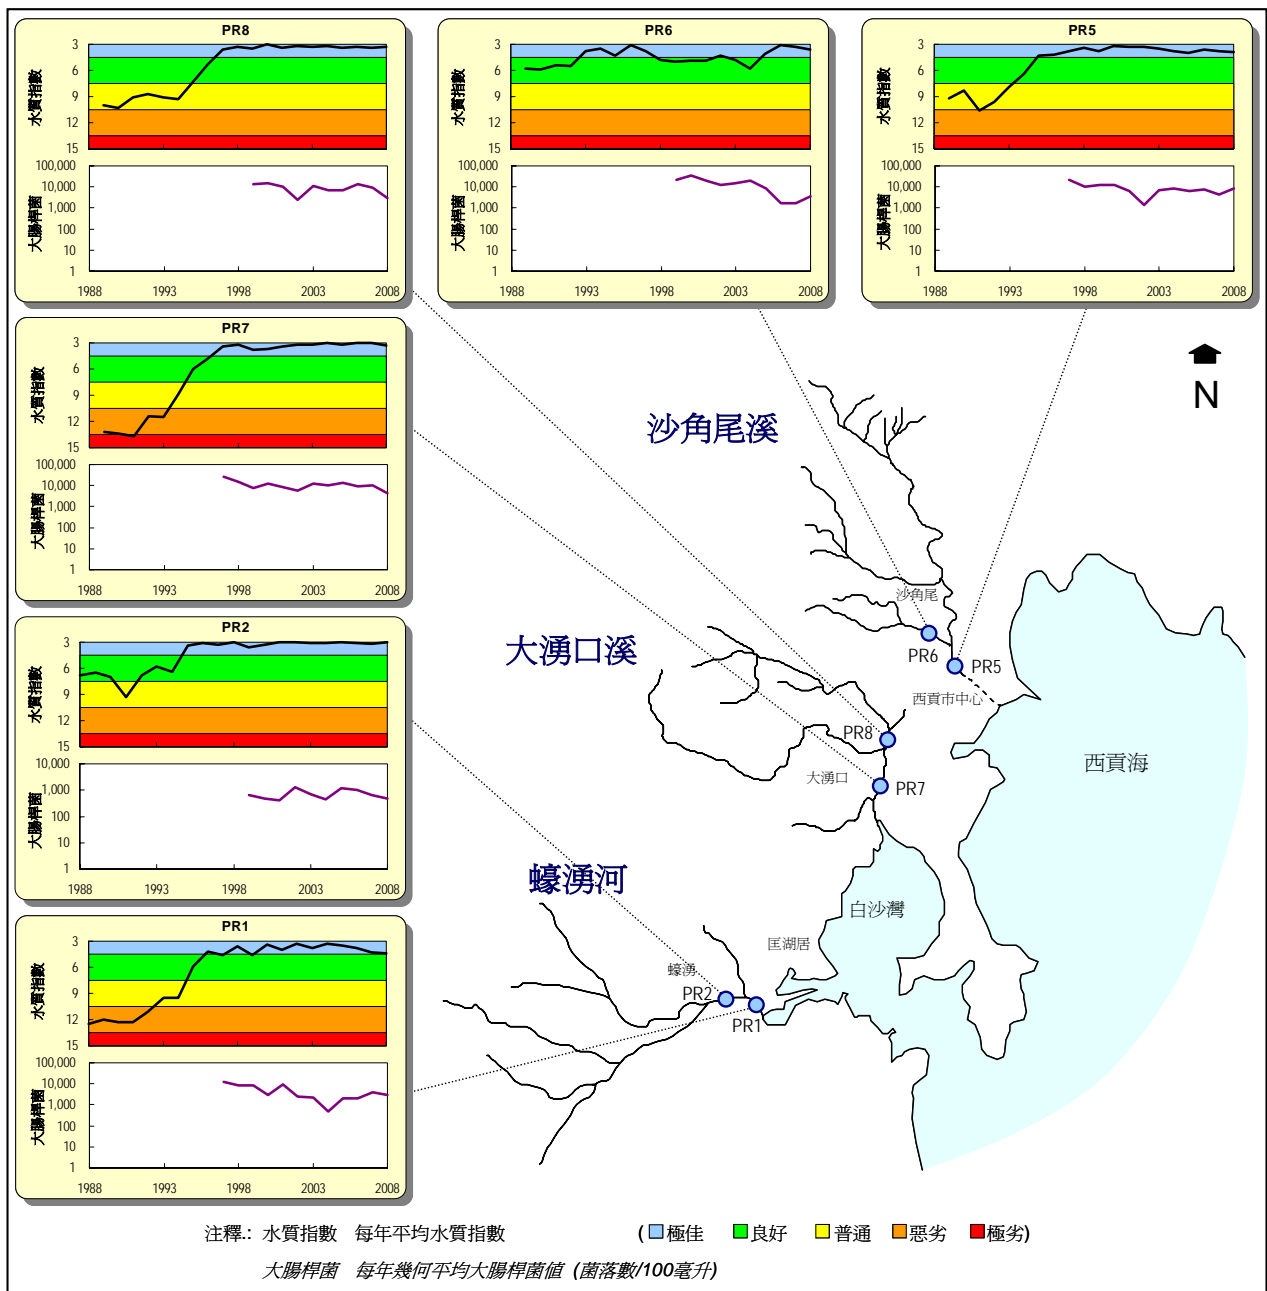 PR8
水質指數
3
6
9
12
15
大腸桿菌
100,000
10,000
1,000
100
10
1
1988 1993 1998 2003 2008
PR6
水質指數
3
6
9
12
15
大腸桿菌
100,000
10,000
1,000
100
10
1
1988 1993 1998 2003 2008
PR5
水質指數
3
6
9
12
15
大腸桿菌
100,000
10,000
1,000
100
10
1
1988 1993 1998 2003 2008
PR7
水質指數
3
6
9
12
15
大腸桿菌
100,000
10,000
1,000
100
10
1
1988 1993 1998 2003 2008
PR2
水質指數
3
6
9
12
15
大腸桿菌
10,000
1,000
100
10
1
1988 1993 1998 2003 2008
PR1
水質指數
3
6
9
12
15
大腸桿菌
100,000
10,000
1,000
100
10
1
1988 1993 1998 2003 2008
N
沙角尾溪
沙角尾
PR6
PR5
西貢市中心
大湧口溪
PR8
大湧口
PR7
西貢海
蠔湧河
白沙灣
匡湖居
蠔湧
PR2
PR1
注釋.: 水質指數 每年平均水質指數 ( 極佳 良好 普通 惡劣 極劣)
大腸桿菌 每年幾何平均大腸桿菌值 (菌落數/100毫升)